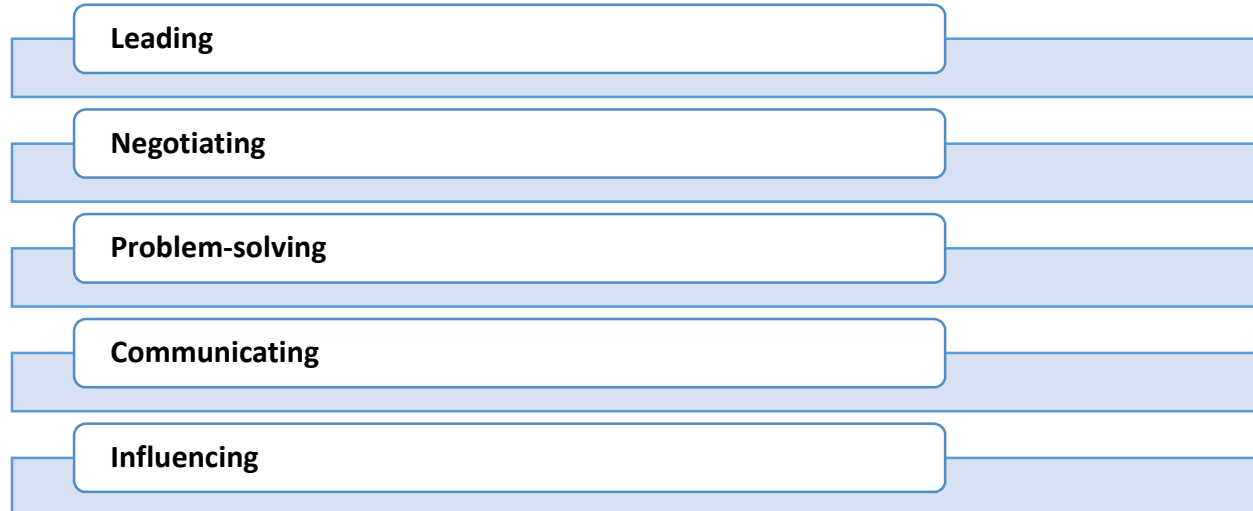 Leading
Negotiating
Problem-solving
Communicating
Influencing